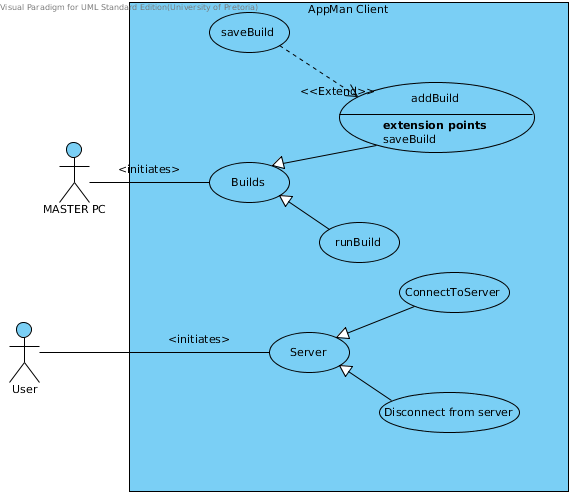 Visual Paradigm for UML Standard Edition(University of Pretoria)
AppMan Client
saveBuild
<<Extend>>
addBuild
extension points
saveBuild
<initiates>
Builds
MASTER PC
runBuild
ConnectToServer
<initiates>
Server
User
Disconnect from server